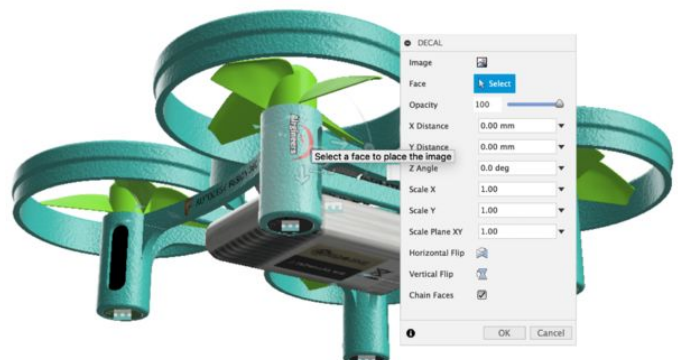 DECAL
Image
Face
Select
Opacity
100
X Distance
0.00 mm
Y Distance
0.00 mm
Select a face to place the image
Z Angle
0.0 deg
Scale X
1.00
Scale Y
1.00
Scale Plane XY
1.00
Horizontal Flip
Vertical Flip
Chain Faces
OK
Cancel